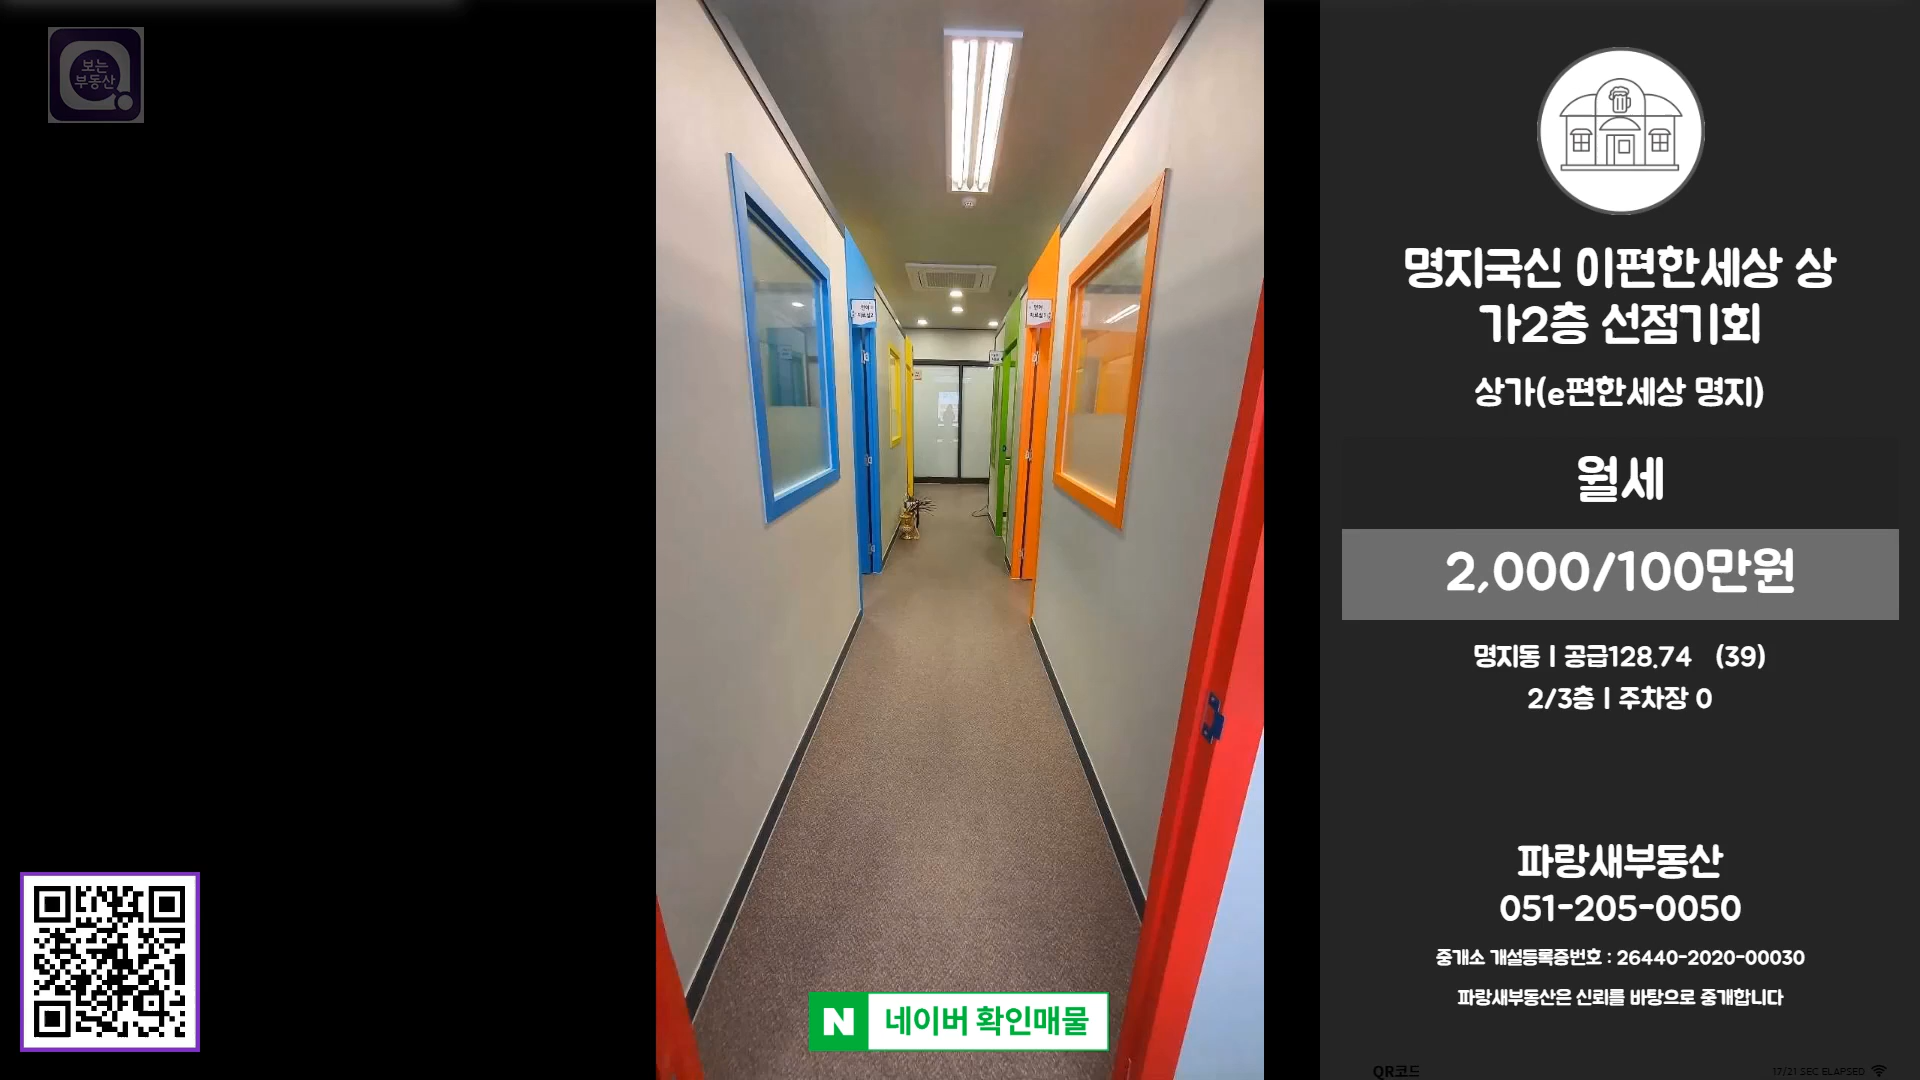 보는
부동산
명지국신 이편한세상 상
가2층 선점기회
상가(e편한세상 명지)
월세
2,000/100만원
명지동 | 공급128.74 (39)
2/3층 | 주차장 0
파랑새부동산
051-205-0050
중개소 개설등록증번호 : 26440-2020-00030
파랑새부동산은 신뢰를 바탕으로 중개합니다
N 네이버 확인매물
QR코드
17/21 SEC ELAPSED